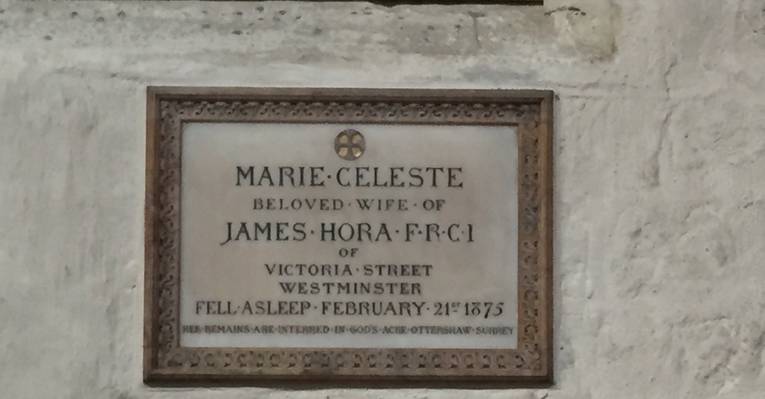 MARIE·CELESTE
BELOVED·WIFE·OF
JAMES·HORA·F·R·C·I
OF
VICTORIA·STREET
WESTMINSTER
FELL·ASLEEP·FEBRUARY·21ST·1875
HER·REMAINS·ARE·INTERRED·IN·GOD'S·ACRE·OTTERSHAW·SURREY